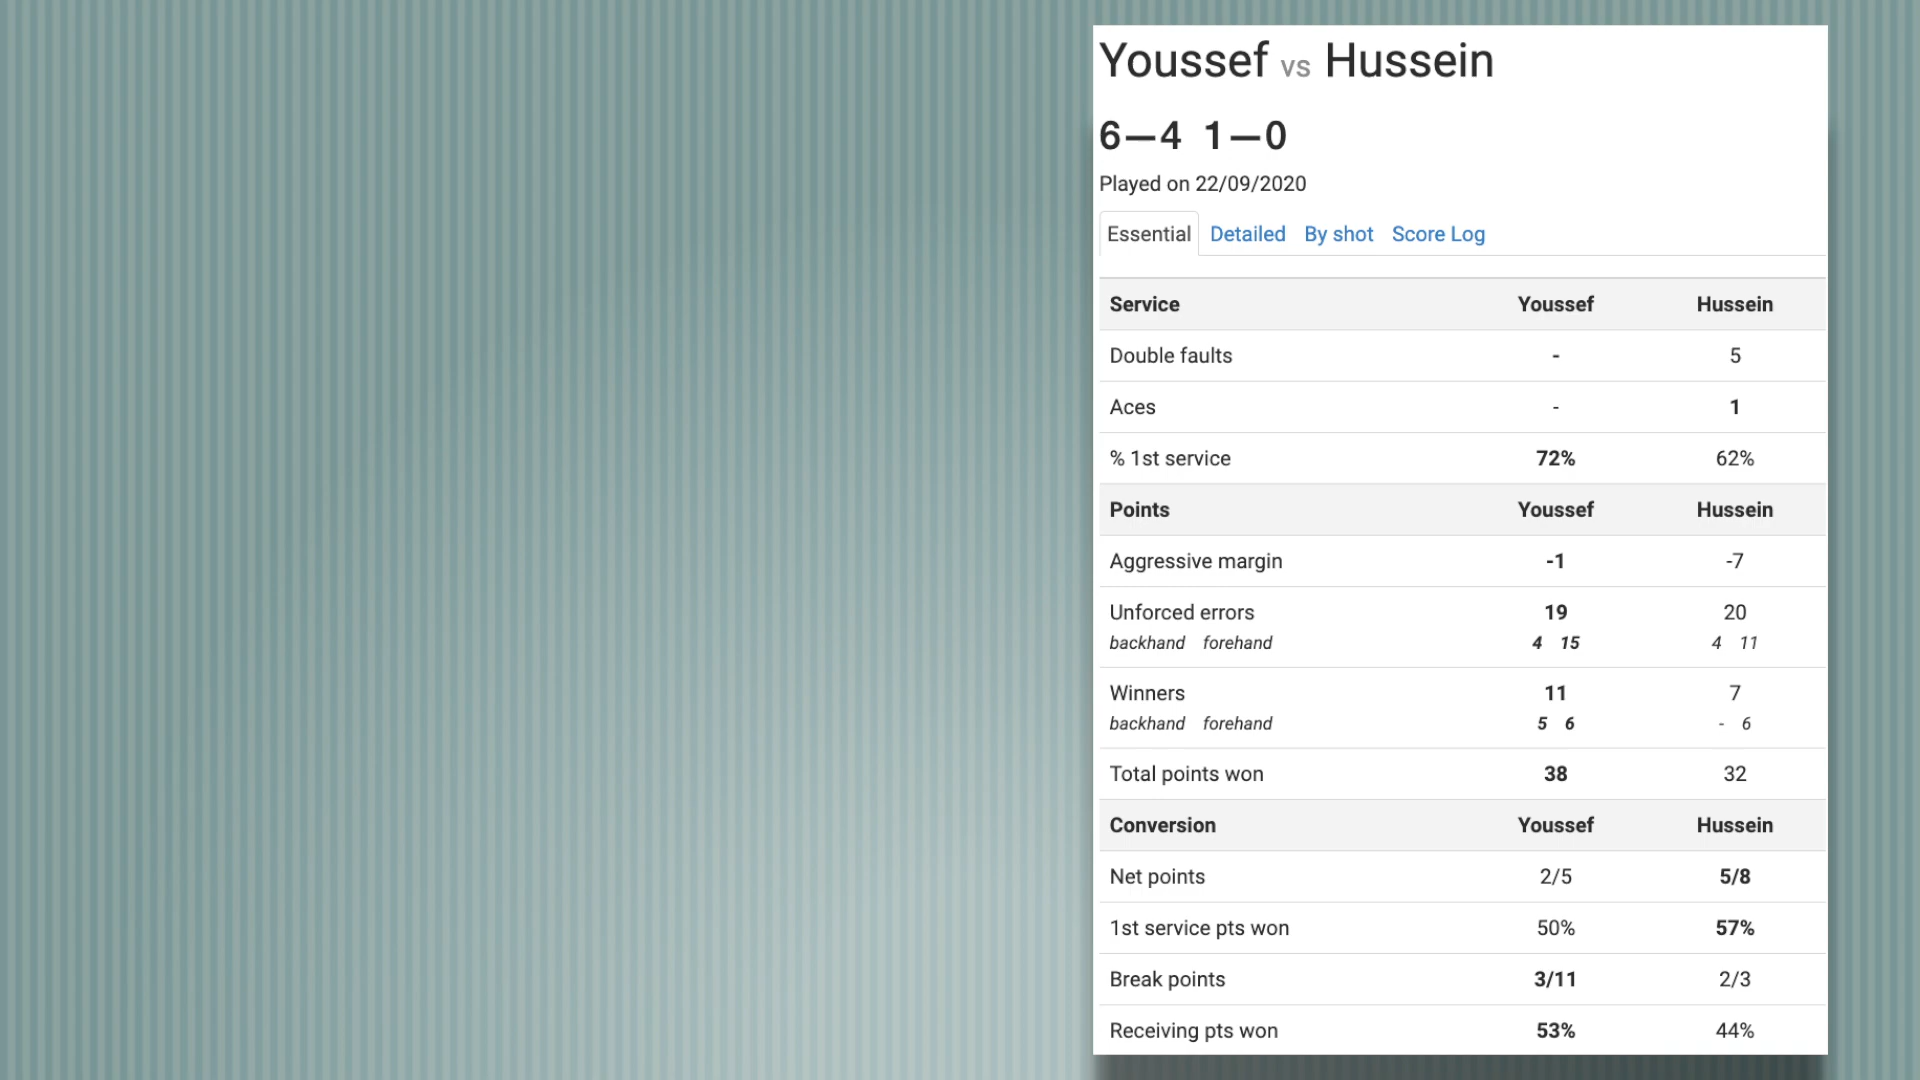 Youssef vs Hussein
6—4 1—0
Played on 22/09/2020
Essential Detailed By shot Score Log
Service Youssef Hussein
Double faults - 5
Aces - 1
% 1st service 72% 62%
Points Youssef Hussein
Aggressive margin -1 -7
Unforced errors 19 20
backhand forehand 4 15 4 11
Winners 11 7
backhand forehand 5 6 - 6
Total points won 38 32
Conversion Youssef Hussein
Net points 2/5 5/8
1st service pts won 50% 57%
Break points 3/11 2/3
Receiving pts won 53% 44%